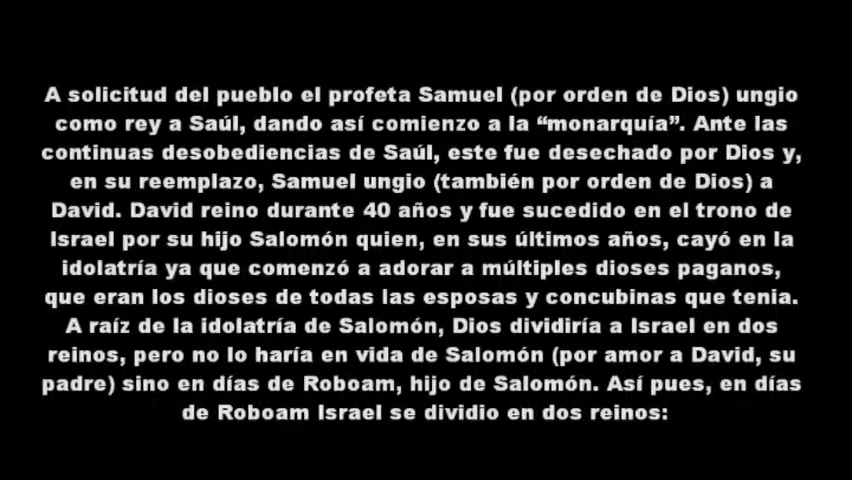 A solicitud del pueblo el profeta Samuel (por orden de Dios) ungio
como rey a Saúl, dando así comienzo a la “monarquía”. Ante las
continuas desobediencias de Saúl, este fue desechado por Dios y,
en su reemplazo, Samuel ungio (también por orden de Dios) a
David. David reino durante 40 años y fue sucedido en el trono de
Israel por su hijo Salomón quien, en sus últimos años, cayó en la
idolatría ya que comenzó a adorar a múltiples dioses paganos,
que eran los dioses de todas las esposas y concubinas que tenia.
A raíz de la idolatría de Salomón, Dios dividiría a Israel en dos
reinos, pero no lo haría en vida de Salomón (por amor a David, su
padre) sino en días de Roboam, hijo de Salomón. Así pues, en días
de Roboam Israel se dividio en dos reinos: